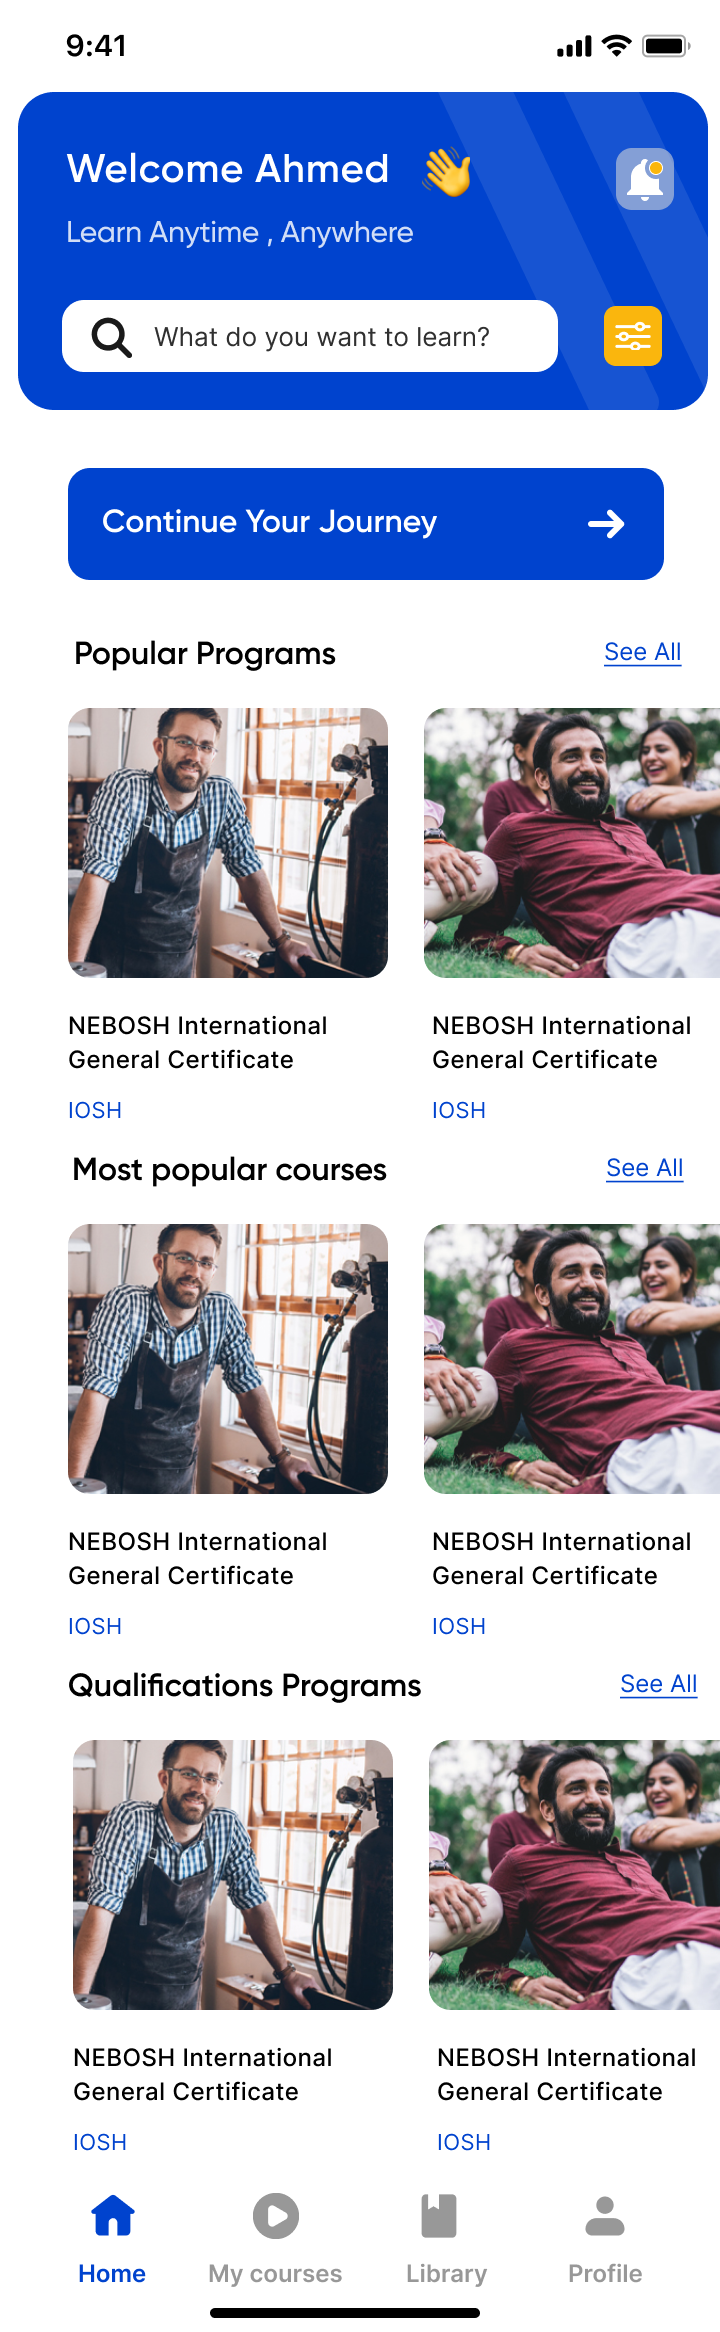 9:41
Welcome Ahmed 👋
Learn Anytime , Anywhere
What do you want to learn?
Continue Your Journey
Popular Programs
See All
NEBOSH International
General Certificate
IOSH
NEBOSH International
General Certificate
IOSH
Most popular courses
See All
NEBOSH International
General Certificate
IOSH
NEBOSH International
General Certificate
IOSH
Qualifications Programs
See All
NEBOSH International
General Certificate
IOSH
NEBOSH International
General Certificate
IOSH
Home
My courses
Library
Profile